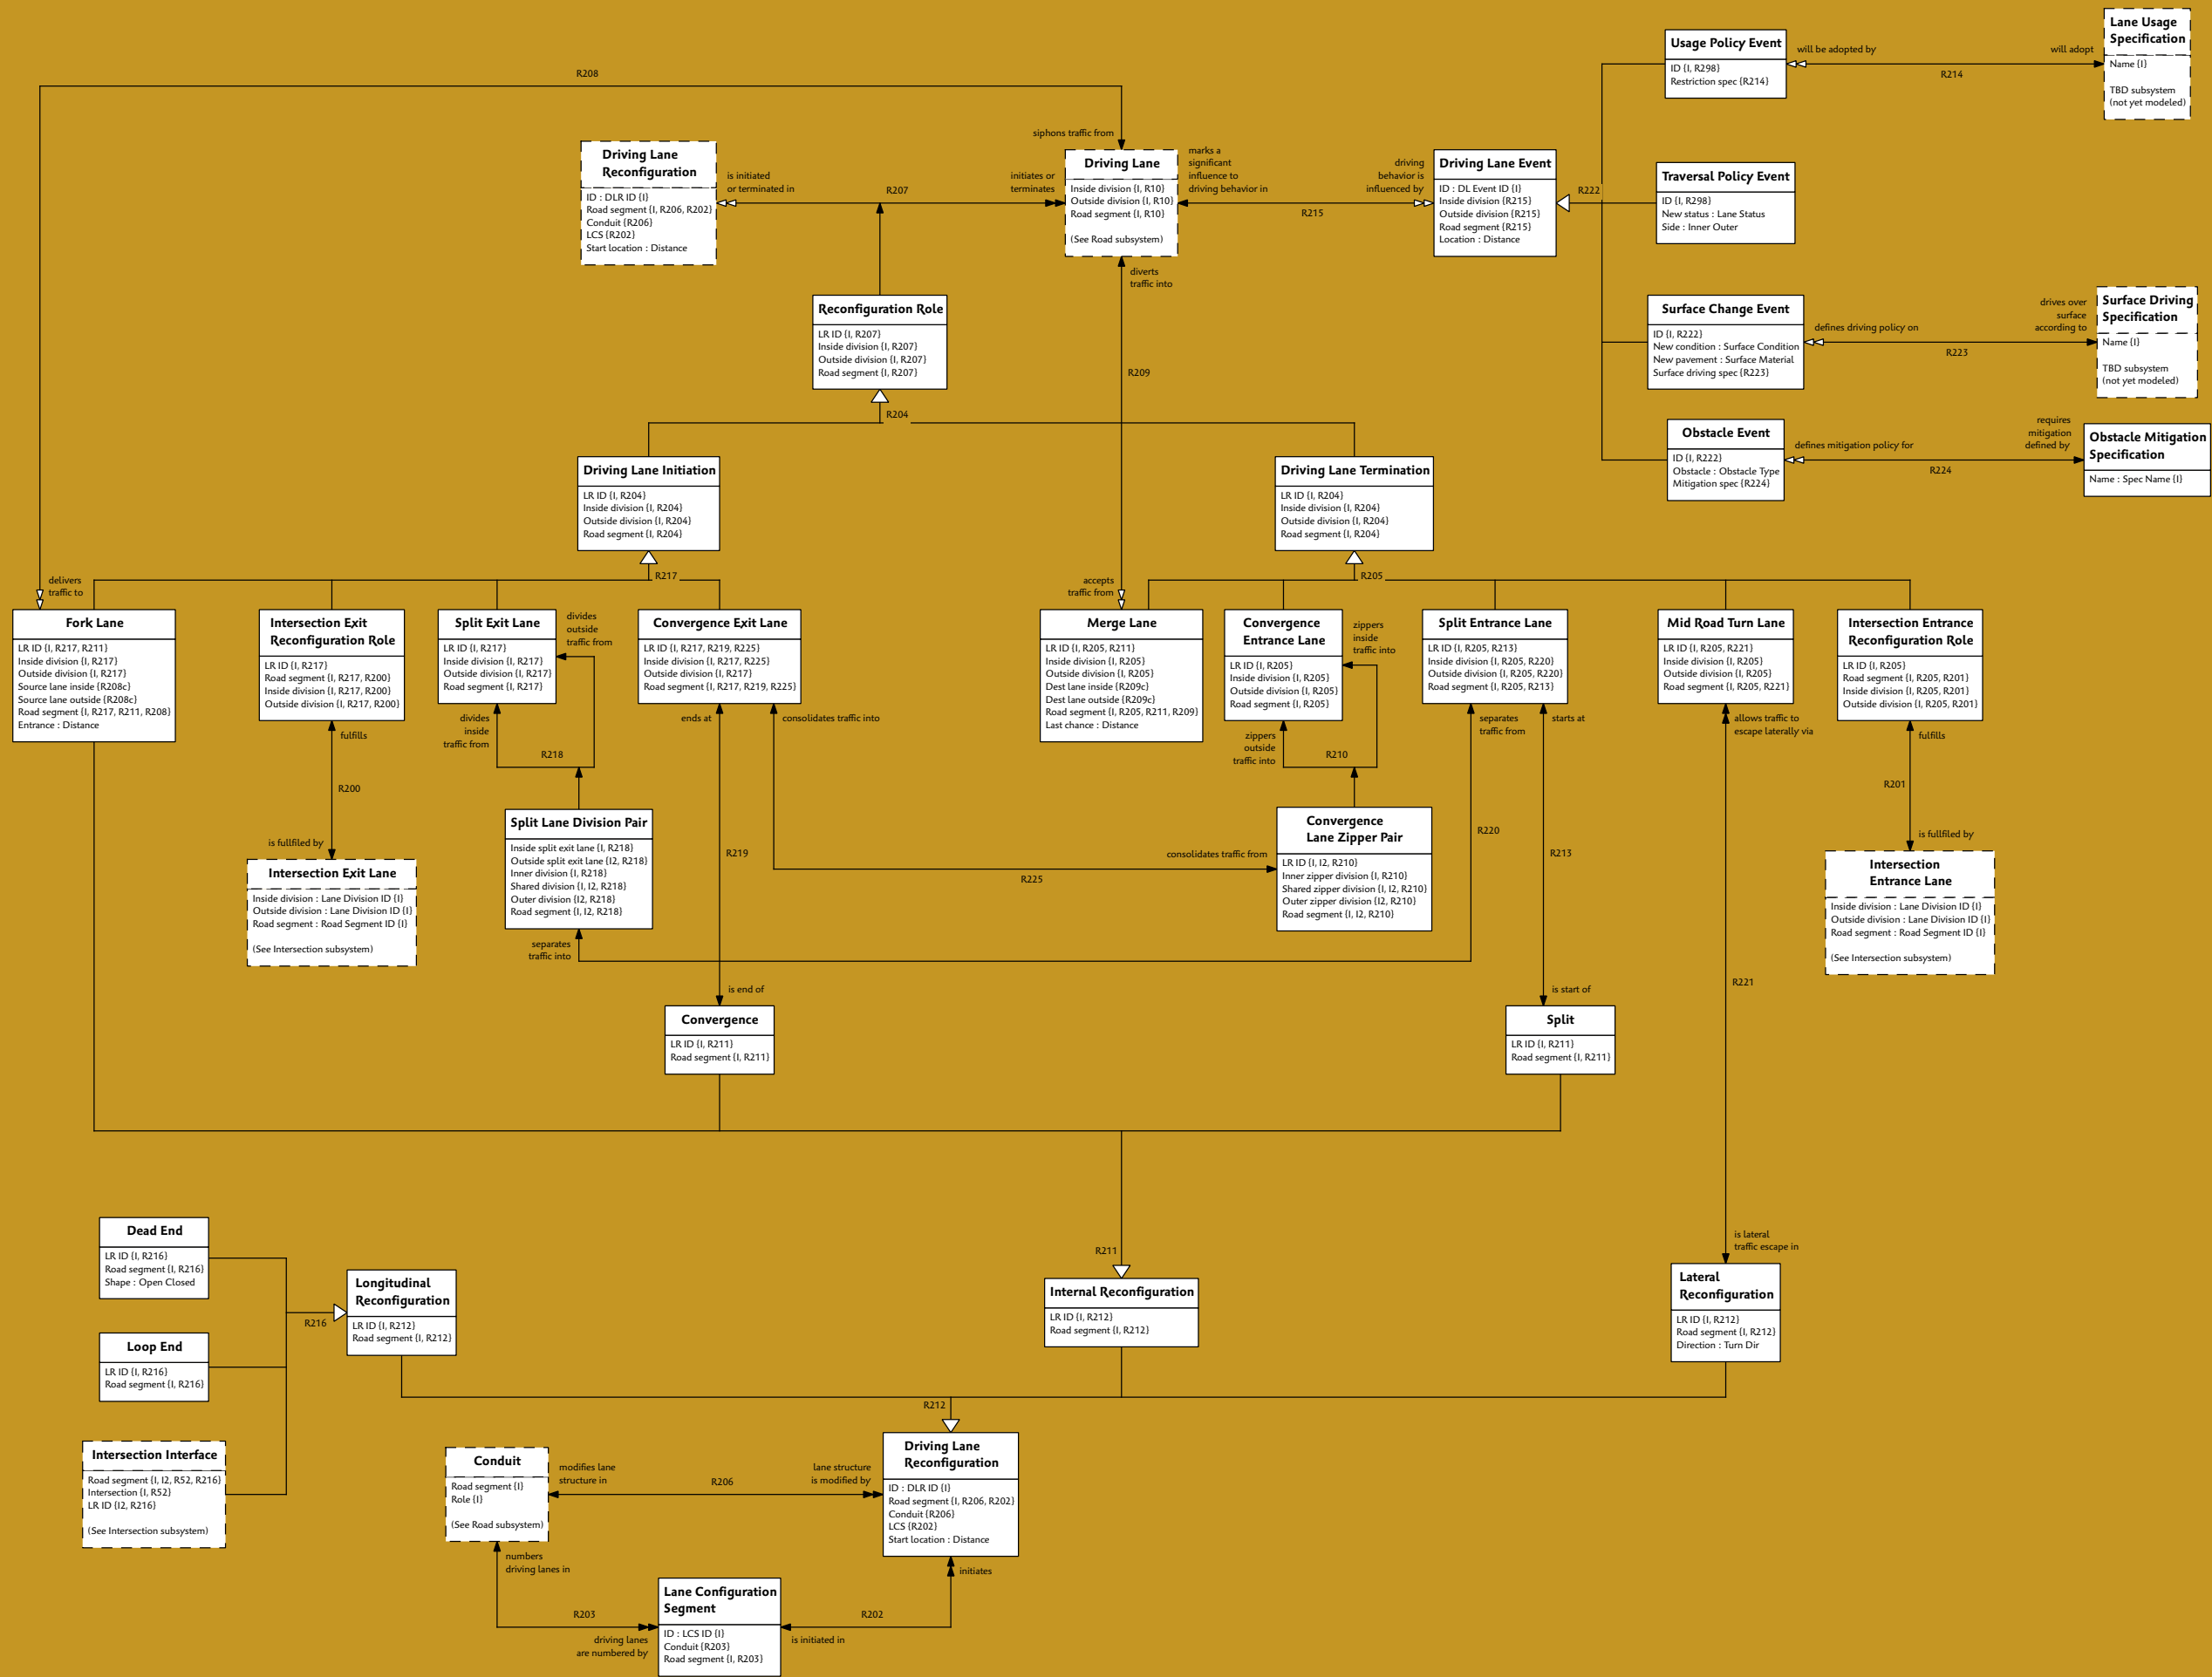 Lane Usage
Specification
Name {I}
TBD subsystem
(not yet modeled)
Usage Policy Event
ID {I, R298}
Restriction spec {R214}
will be adopted by
will adopt
R214
R208
siphons traffic from
Driving Lane
Reconfiguration
ID : DLR ID {I}
Road segment {I, R206, R202}
Conduit {R206}
LCS {R202}
Start location : Distance
is initiated
or terminated in
R207
initiates or
terminates
Driving Lane
Inside division {I, R10}
Outside division {I, R10}
Road segment {I, R10}
(See Road subsystem)
marks a
significant
influence to
driving behavior in
R215
driving
behavior is
influenced by
Driving Lane Event
ID : DL Event ID {I}
Inside division {R215}
Outside division {R215}
Road segment {R215}
Location : Distance
R222
Traversal Policy Event
ID {I, R298}
New status : Lane Status
Side : Inner Outer
diverts
traffic into
Reconfiguration Role
LR ID {I, R207}
Inside division {I, R207}
Outside division {I, R207}
Road segment {I, R207}
R209
Surface Change Event
ID {I, R222}
New condition : Surface Condition
New pavement : Surface Material
Surface driving spec {R223}
defines driving policy on
R223
drives over
surface
according to
Surface Driving
Specification
Name {I}
TBD subsystem
(not yet modeled)
R204
Obstacle Event
ID {I, R222}
Obstacle : Obstacle Type
Mitigation spec {R224}
defines mitigation policy for
R224
requires
mitigation
defined by
Obstacle Mitigation
Specification
Name : Spec Name {I}
Driving Lane Initiation
LR ID {I, R204}
Inside division {I, R204}
Outside division {I, R204}
Road segment {I, R204}
Driving Lane Termination
LR ID {I, R204}
Inside division {I, R204}
Outside division {I, R204}
Road segment {I, R204}
R217
R205
delivers
traffic to
accepts
traffic from
Fork Lane
LR ID {I, R217, R211}
Inside division {I, R217}
Outside division {I, R217}
Source lane inside {R208c}
Source lane outside {R208c}
Road segment {I, R217, R211, R208}
Entrance : Distance
Intersection Exit
Reconfiguration Role
LR ID {I, R217}
Road segment {I, R217, R200}
Inside division {I, R217, R200}
Outside division {I, R217, R200}
Split Exit Lane
LR ID {I, R217}
Inside division {I, R217}
Outside division {I, R217}
Road segment {I, R217}
divides
outside
traffic from
Convergence Exit Lane
LR ID {I, R217, R219, R225}
Inside division {I, R217, R225}
Outside division {I, R217}
Road segment {I, R217, R219, R225}
Merge Lane
LR ID {I, R205, R211}
Inside division {I, R205}
Outside division {I, R205}
Dest lane inside {R209c}
Dest lane outside {R209c}
Road segment {I, R205, R211, R209}
Last chance : Distance
Convergence
Entrance Lane
LR ID {I, R205}
Inside division {I, R205}
Outside division {I, R205}
Road segment {I, R205}
zippers
inside
traffic into
Split Entrance Lane
LR ID {I, R205, R213}
Inside division {I, R205, R220}
Outside division {I, R205, R220}
Road segment {I, R205, R213}
Mid Road Turn Lane
LR ID {I, R205, R221}
Inside division {I, R205}
Outside division {I, R205}
Road segment {I, R205, R221}
Intersection Entrance
Reconfiguration Role
LR ID {I, R205}
Road segment {I, R205, R201}
Inside division {I, R205, R201}
Outside division {I, R205, R201}
fulfills
R200
is fullfiled by
divides
inside
traffic from
R218
ends at
consolidates traffic into
zippers
outside
traffic into
R210
separates
traffic from
starts at
allows traffic to
escape laterally via
fulfills
R201
is fullfiled by
Split Lane Division Pair
Inside split exit lane {I, R218}
Outside split exit lane {I2, R218}
Inner division {I, R218}
Shared division {I, I2, R218}
Outer division {I2, R218}
Road segment {I, I2, R218}
R219
consolidates traffic from
R225
Convergence
Lane Zipper Pair
LR ID {I, I2, R210}
Inner zipper division {I, R210}
Shared zipper division {I, I2, R210}
Outer zipper division {I2, R210}
Road segment {I, I2, R210}
R220
R213
Intersection Exit Lane
Inside division : Lane Division ID {I}
Outside division : Lane Division ID {I}
Road segment : Road Segment ID {I}
(See Intersection subsystem)
Intersection
Entrance Lane
Inside division : Lane Division ID {I}
Outside division : Lane Division ID {I}
Road segment : Road Segment ID {I}
(See Intersection subsystem)
separates
traffic into
is end of
is start of
R221
Convergence
LR ID {I, R211}
Road segment {I, R211}
Split
LR ID {I, R211}
Road segment {I, R211}
R211
is lateral
traffic escape in
Dead End
LR ID {I, R216}
Road segment {I, R216}
Shape : Open Closed
Longitudinal
Reconfiguration
LR ID {I, R212}
Road segment {I, R212}
R216
Internal Reconfiguration
LR ID {I, R212}
Road segment {I, R212}
Lateral
Reconfiguration
LR ID {I, R212}
Road segment {I, R212}
Direction : Turn Dir
Loop End
LR ID {I, R216}
Road segment {I, R216}
R212
Intersection Interface
Road segment {I, I2, R52, R216}
Intersection {I, R52}
LR ID {I2, R216}
(See Intersection subsystem)
Conduit
Road segment {I}
Role {I}
(See Road subsystem)
modifies lane
structure in
R206
lane structure
is modified by
Driving Lane
Reconfiguration
ID : DLR ID {I}
Road segment {I, R206, R202}
Conduit {R206}
LCS {R202}
Start location : Distance
numbers
driving lanes in
initiates
R203
driving lanes
are numbered by
Lane Configuration
Segment
ID : LCS ID {I}
Conduit {R203}
Road segment {I, R203}
R202
is initiated in